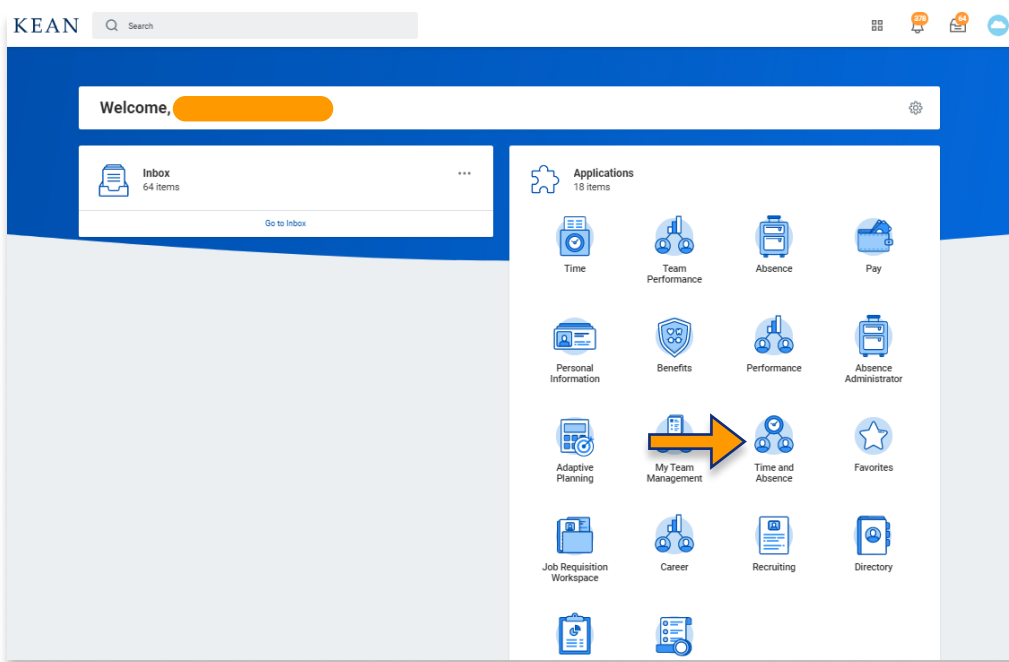 KEAN
Search
378
64
Welcome,
Inbox
64 items
Go to Inbox
Applications
18 items
Time
Team
Performance
Absence
Pay
Personal
Information
Benefits
Performance
Absence
Administrator
Adaptive
Planning
My Team
Management
Time and
Absence
Favorites
Job Requisition
Workspace
Career
Recruiting
Directory